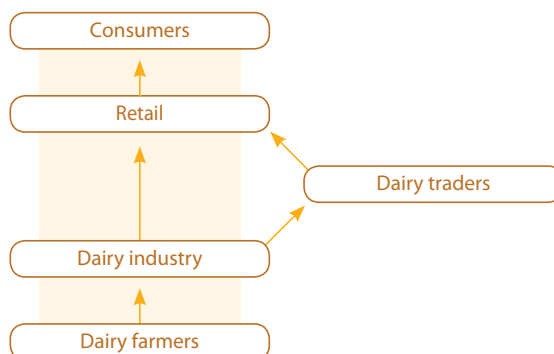 Consumers
Retail
Dairy traders
Dairy industry
Dairy farmers